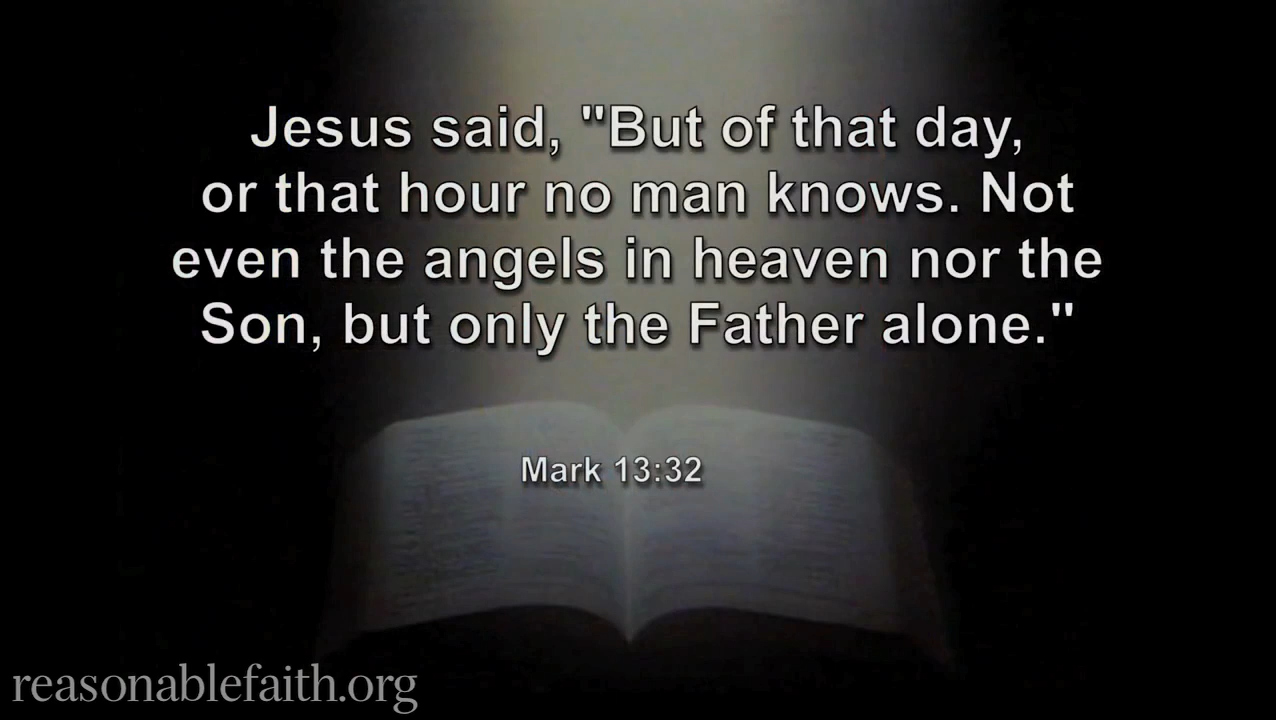 Jesus said, "But of that day,
or that hour no man knows. Not
even the angels in heaven nor the
Son, but only the Father alone."
Mark 13:32
reasonablefaith.org